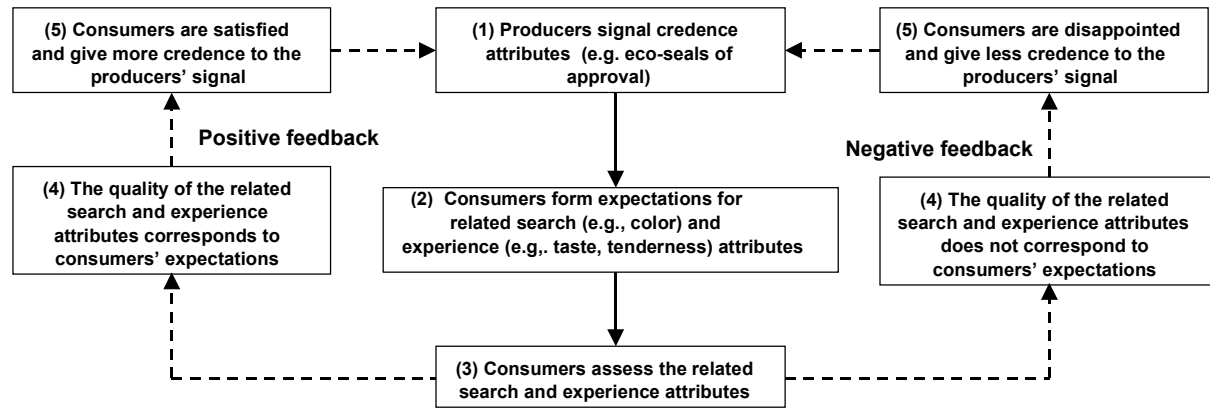 (5) Consumers are satisfied
and give more credence to the
producers' signal
(1) Producers signal credence
attributes (e.g. eco-seals of
approval)
(5) Consumers are disappointed
and give less credence to the
producers' signal
Positive feedback
Negative feedback
(4) The quality of the related
search and experience
attributes corresponds to
consumers' expectations
(2) Consumers form expectations for
related search (e.g., color) and
experience (e.g,. taste, tenderness) attributes
(4) The quality of the related
search and experience attributes
does not correspond to
consumers' expectations
(3) Consumers assess the related
search and experience attributes